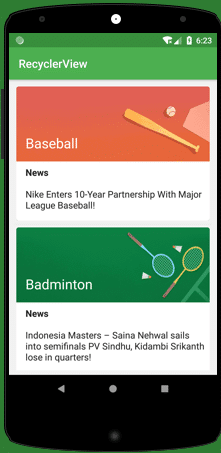 6:23
RecyclerView
Baseball
News
Nike Enters 10-Year Partnership With Major
League Baseball!
Badminton
News
Indonesia Masters – Saina Nehwal sails
into semifinals PV Sindhu, Kidambi Srikanth
lose in quarters!